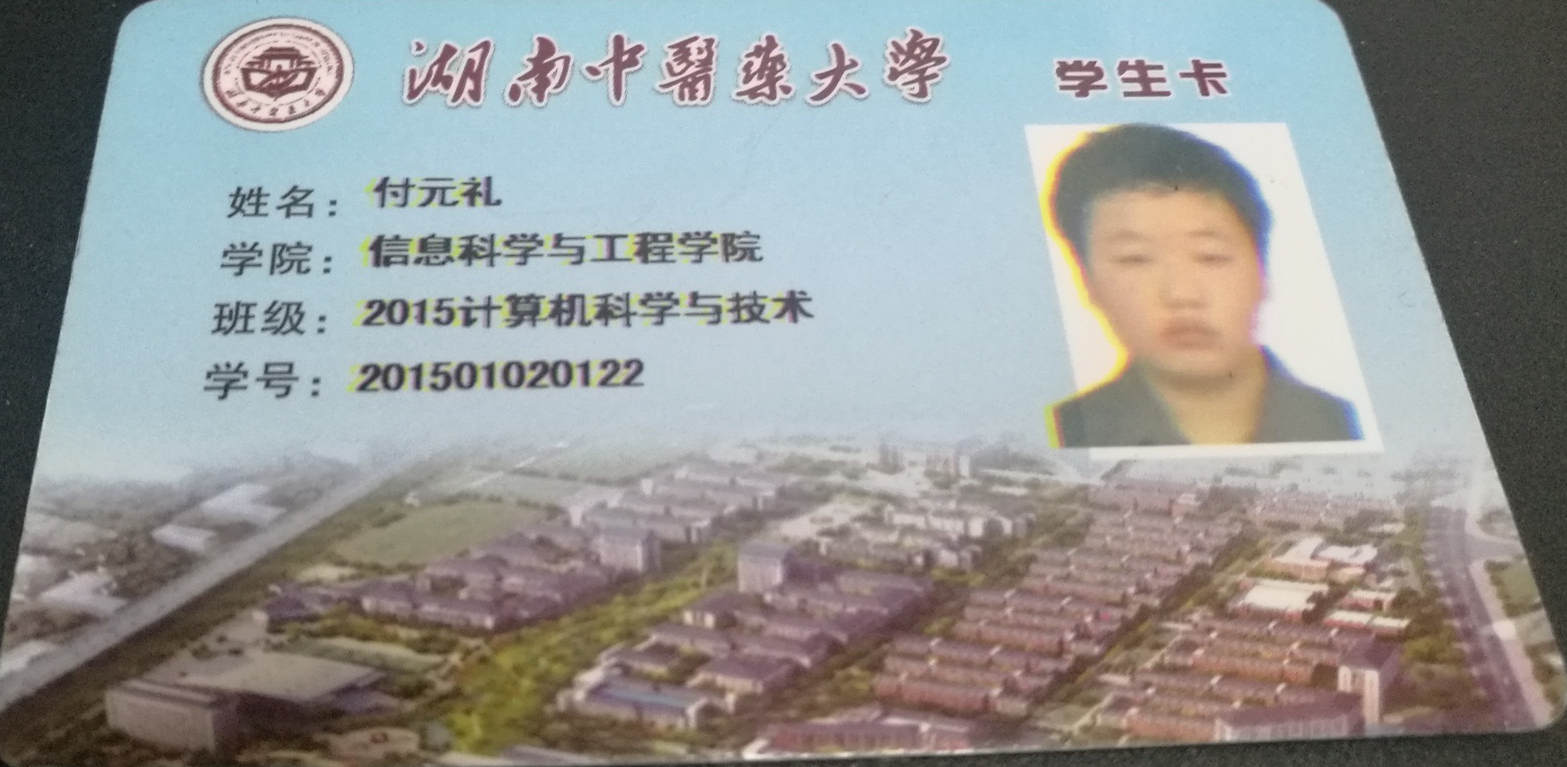 湖南中醫藥大學 学生卡
姓名：付元礼
学院：信息科学与工程学院
班级：2015计算机科学与技术
学号：201501020122